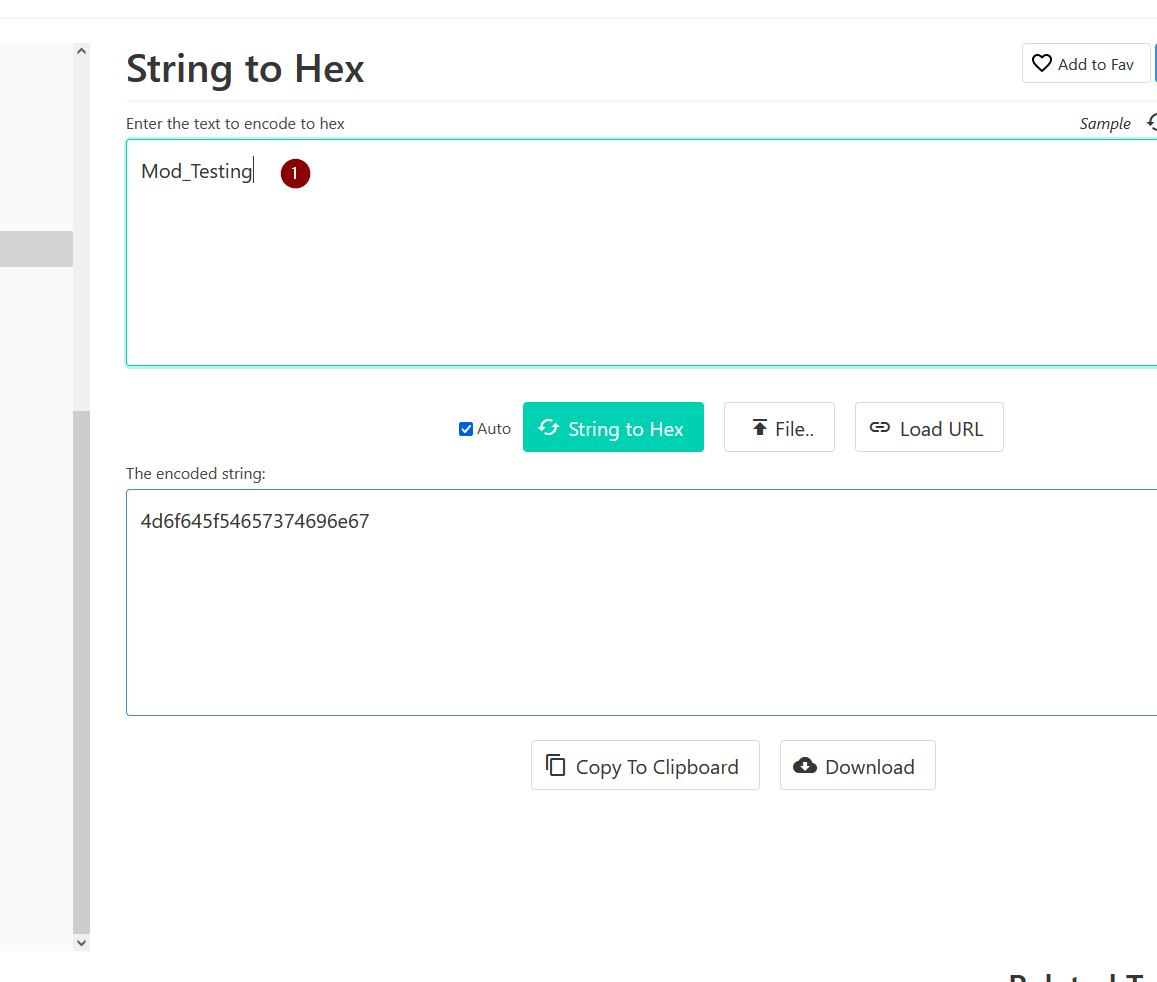 String to Hex
Add to Fav
Enter the text to encode to hex
Sample
Mod_Testing
1
Auto
String to Hex
File..
Load URL
The encoded string:
4d6f645f54657374696e67
Copy To Clipboard
Download